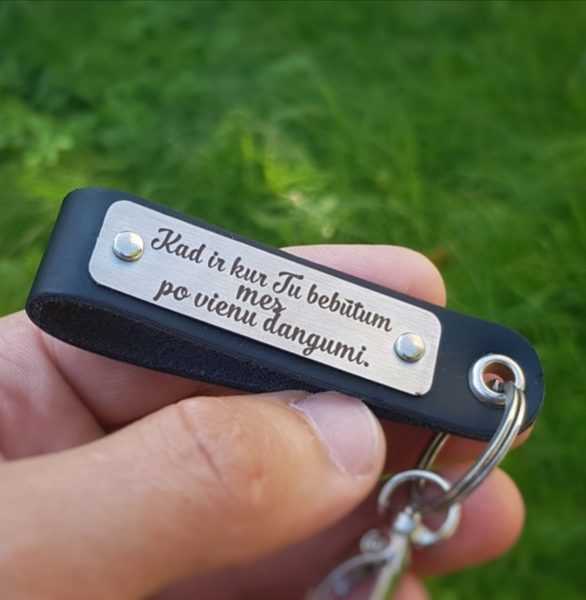 Kad ir kur Tu bebūtum
mes
po vienu dangumi.